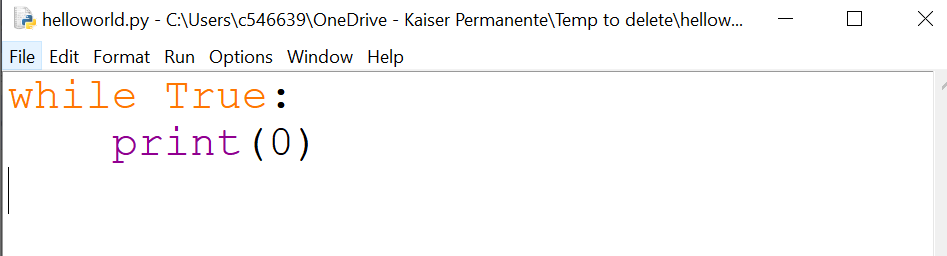 helloworld.py - C:\Users\c546639\OneDrive - Kaiser Permanente\Temp to delete\hellow...
File Edit Format Run Options Window Help
while True:
    print(0)